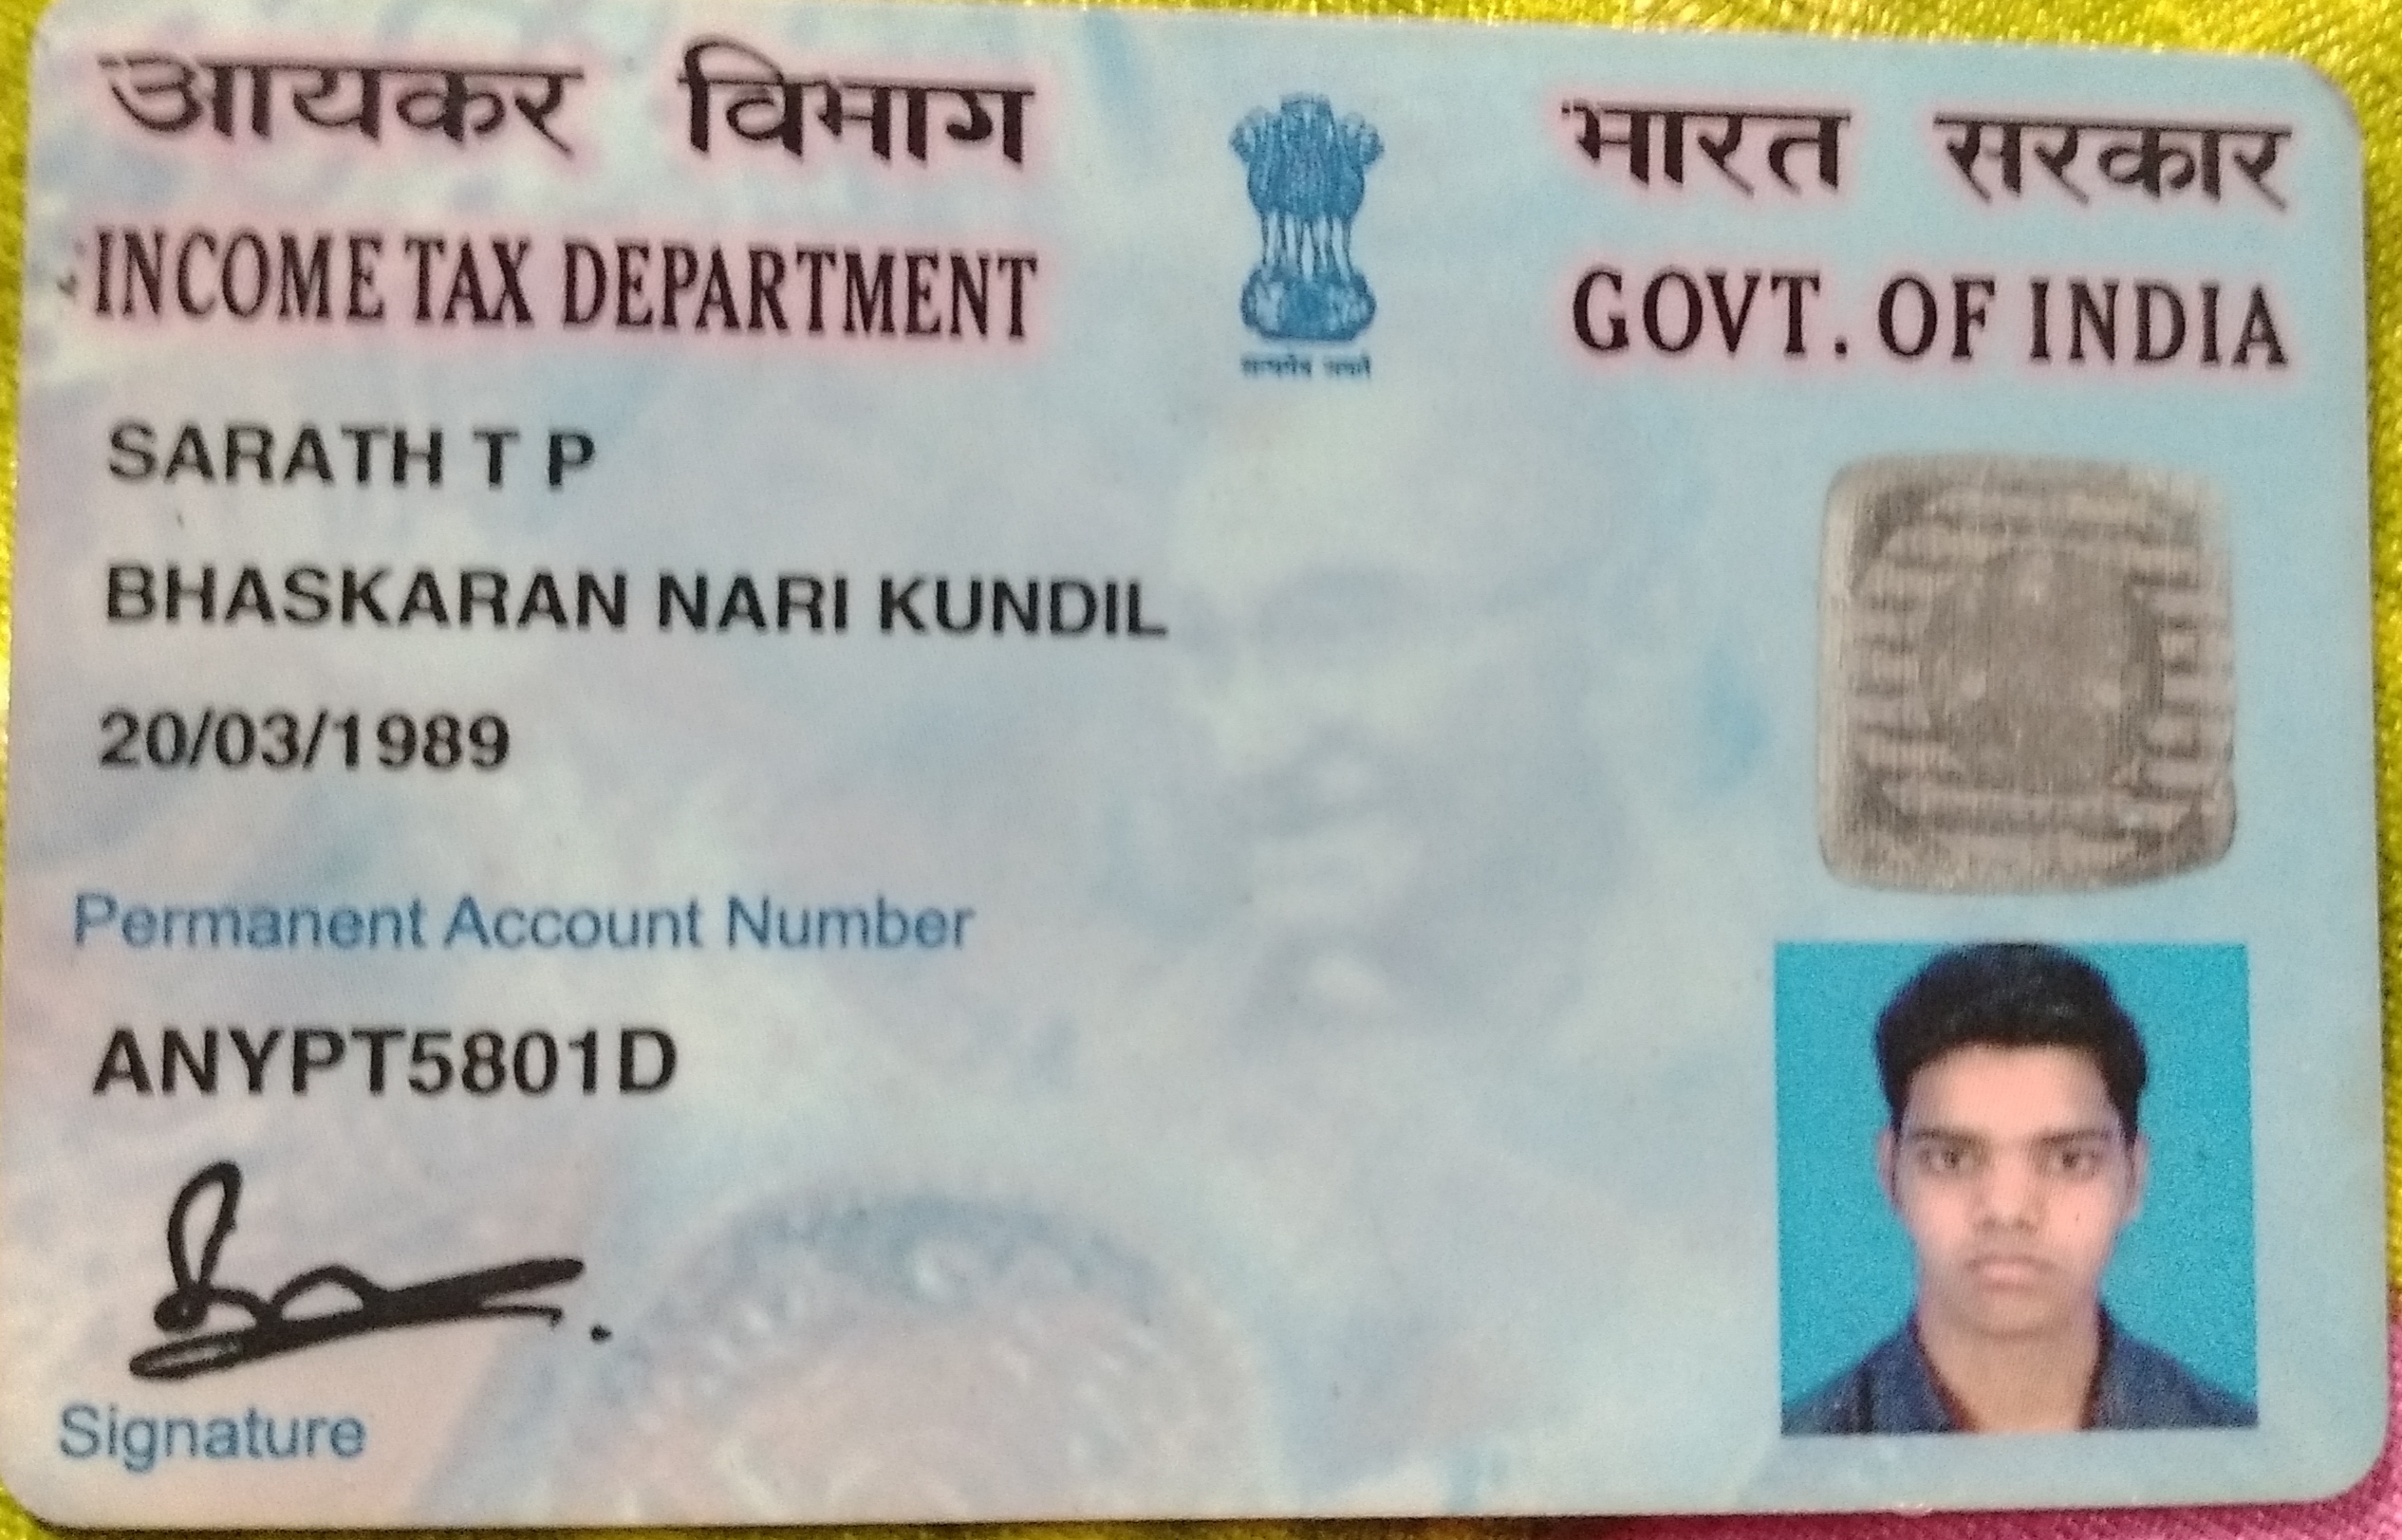 आयकर विभाग
INCOME TAX DEPARTMENT
भारत सरकार
GOVT. OF INDIA
सत्यमेव जयते
SARATH T P
BHASKARAN NARI KUNDIL
20/03/1989
Permanent Account Number
ANYPT5801D
Signature